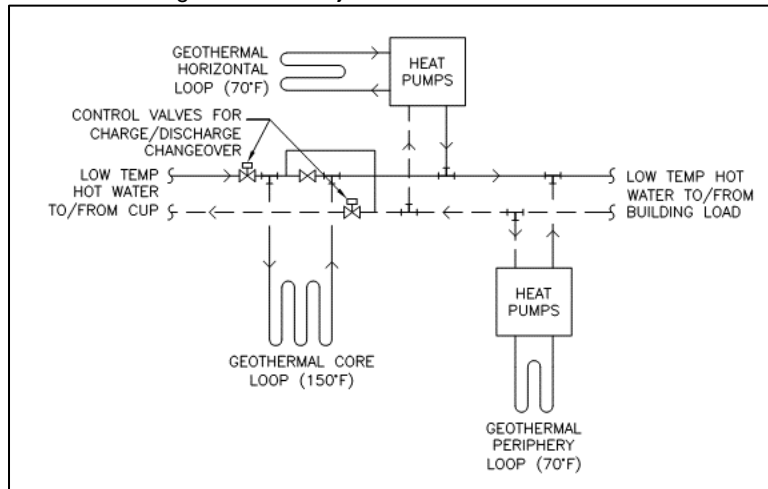 GEOTHERMAL
HORIZONTAL
LOOP (70°F)
HEAT
PUMPS
CONTROL VALVES FOR
CHARGE/DISCHARGE
CHANGEOVER
LOW TEMP
HOT WATER
TO/FROM CUP
LOW TEMP HOT
WATER TO/FROM
BUILDING LOAD
HEAT
PUMPS
GEOTHERMAL CORE
LOOP (150°F)
GEOTHERMAL
PERIPHERY
LOOP (70°F)